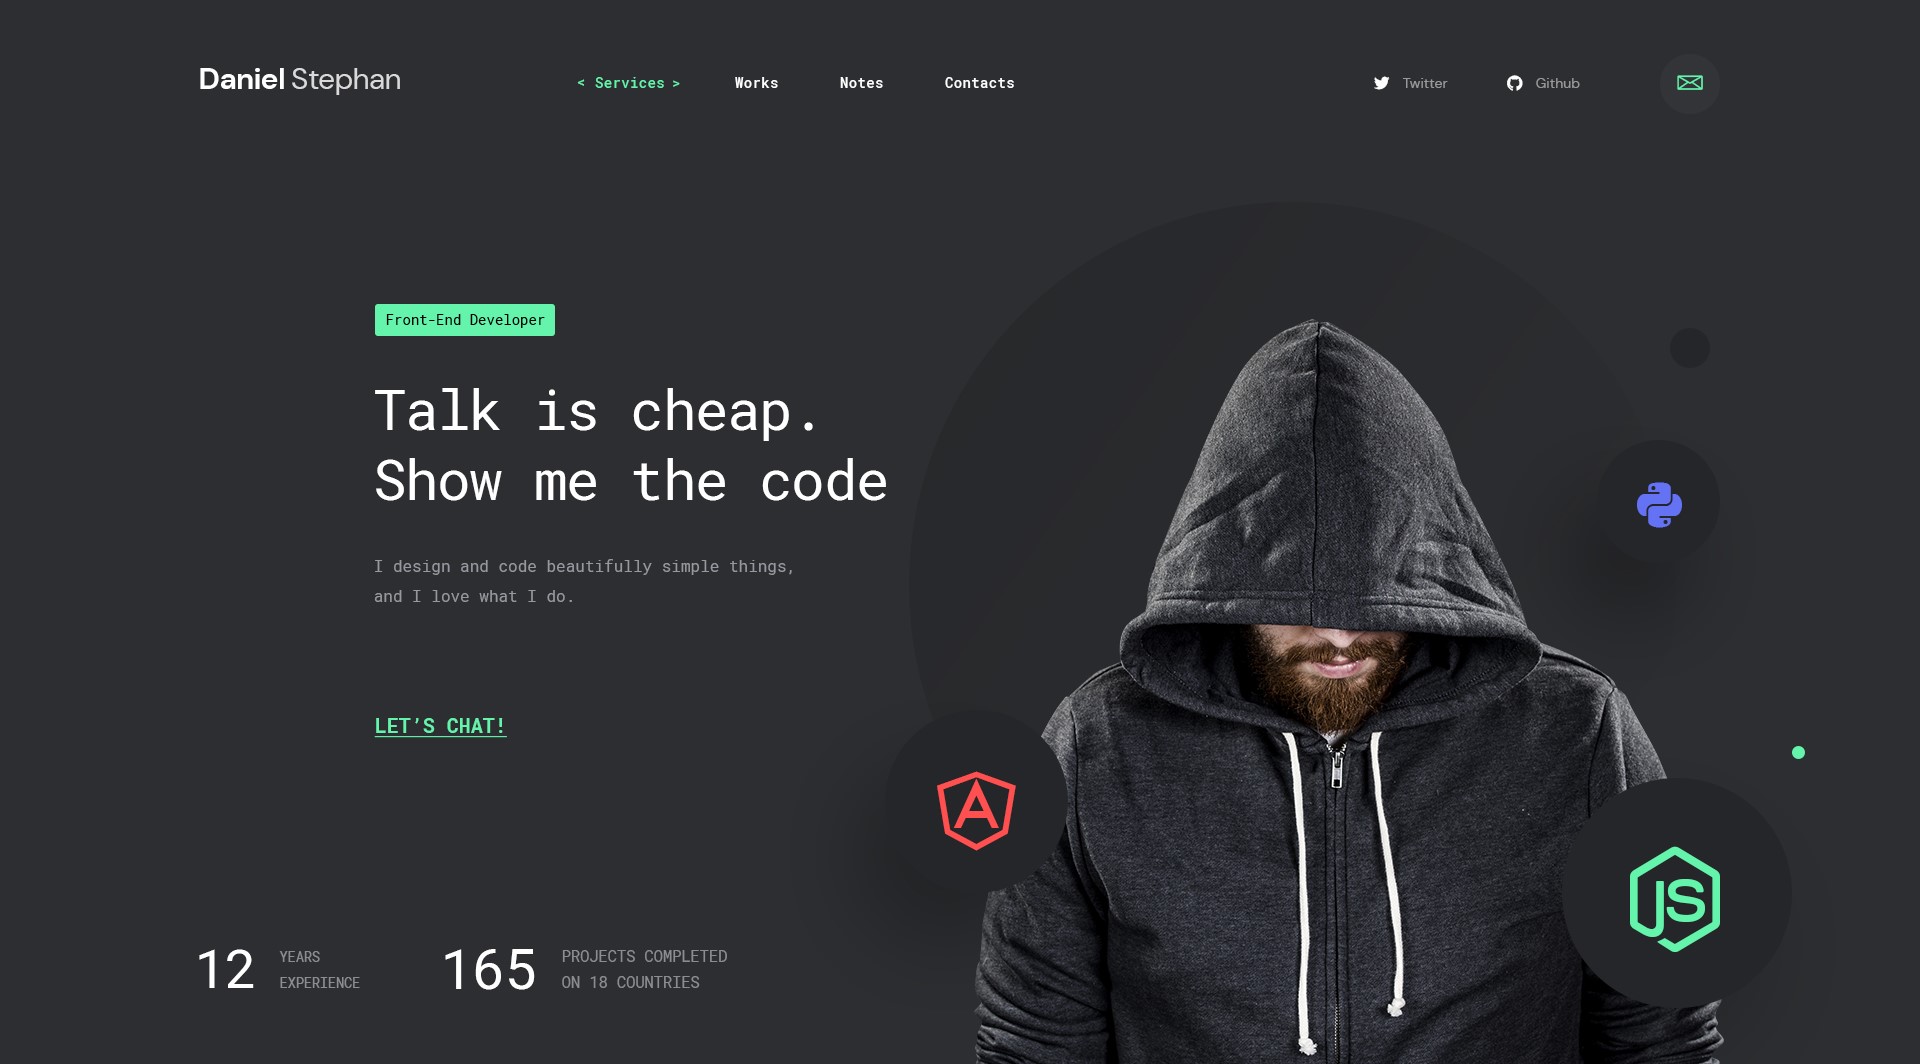 Daniel Stephan
< Services >
Works
Notes
Contacts
Twitter
Github
Front-End Developer
Talk is cheap.
Show me the code
I design and code beautifully simple things,
and I love what I do.
LET’S CHAT!
12
YEARS
EXPERIENCE
165
PROJECTS COMPLETED
ON 18 COUNTRIES
A
JS